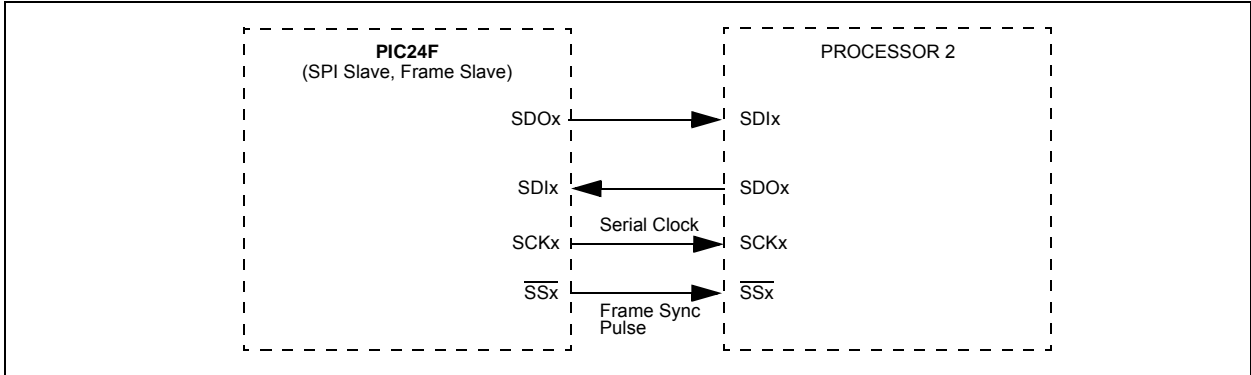 PIC24F
(SPI Slave, Frame Slave)
PROCESSOR 2
SDOx
SDIx
SDIx
SDOx
Serial Clock
SCKx
SCKx
SSx
SSx
Frame Sync
Pulse